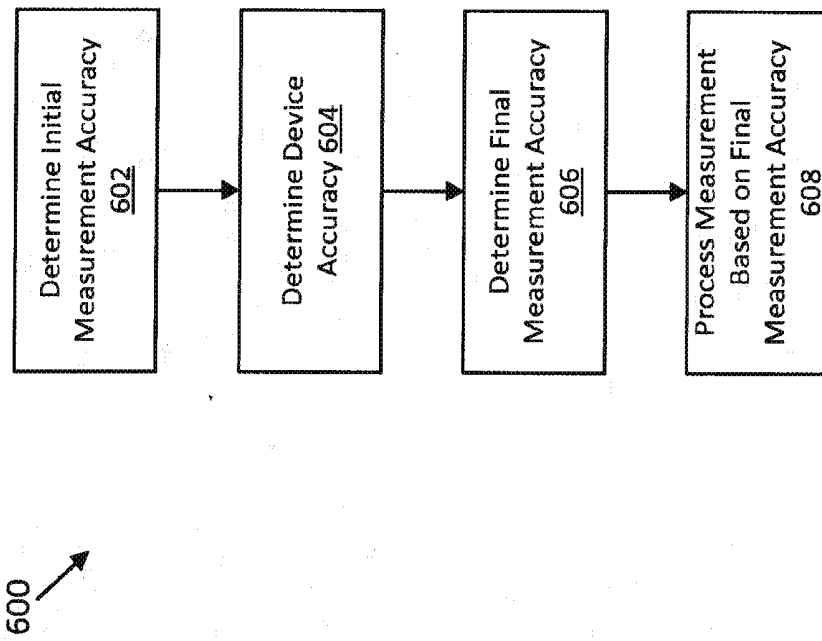 600
Determine Initial
Measurement Accuracy
602
Determine Device
Accuracy 604
Determine Final
Measurement Accuracy
606
Process Measurement
Based on Final
Measurement Accuracy
608